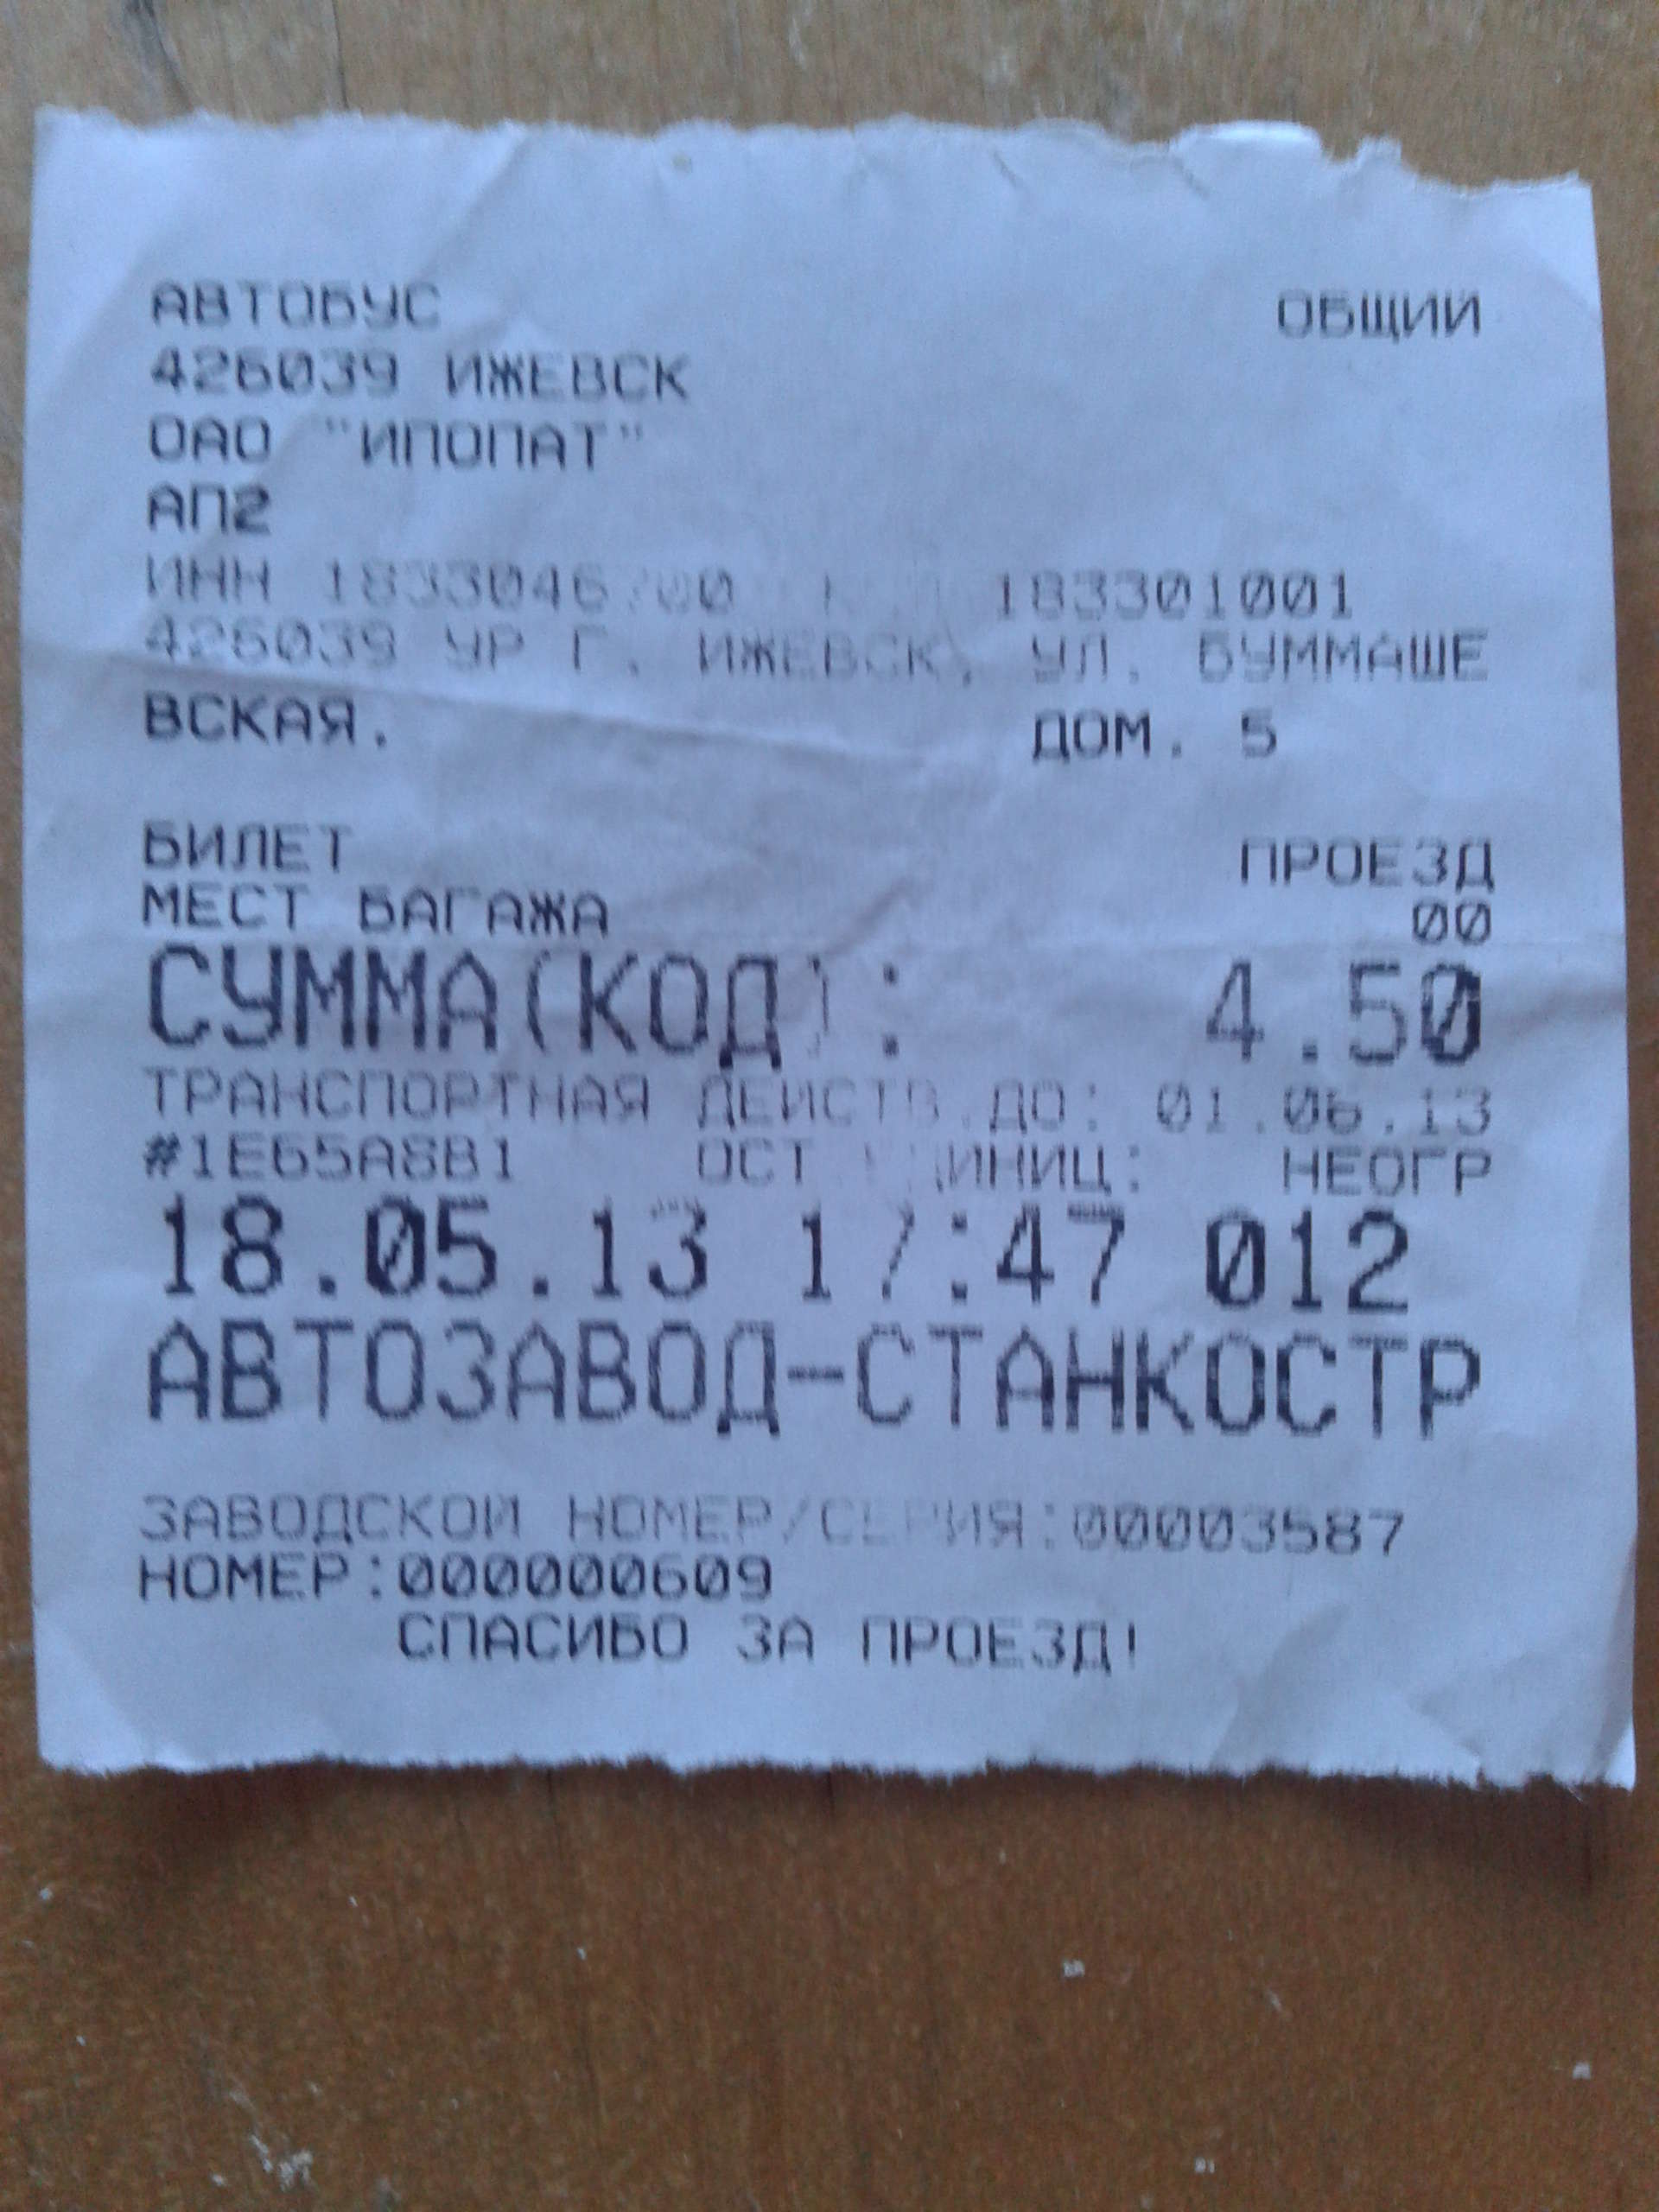 АВТОБУС ОБЩИЙ
426039 ИЖЕВСК
ОАО "ИПОПАТ"
АП2
ИНН 183301001
426039 УР Г. ИЖЕВСК, УЛ. БУММАШЕ
ВСКАЯ. ДОМ. 5
БИЛЕТ ПРОЕЗД
МЕСТ БАГАЖА 00
СУММА(КОД): 4.50
ТРАНСПОРТНАЯ ДЕЙСТВ.ДО: 01.06.13
#1E65A8B1 ОСТ НЕОГР
18.05.13 17:47 012
АВТОЗАВОД-СТАНКОСТР
ЗАВОДСКОЙ НОМЕР/СЕРИЯ:00003587
НОМЕР:000000609
СПАСИБО ЗА ПРОЕЗД!